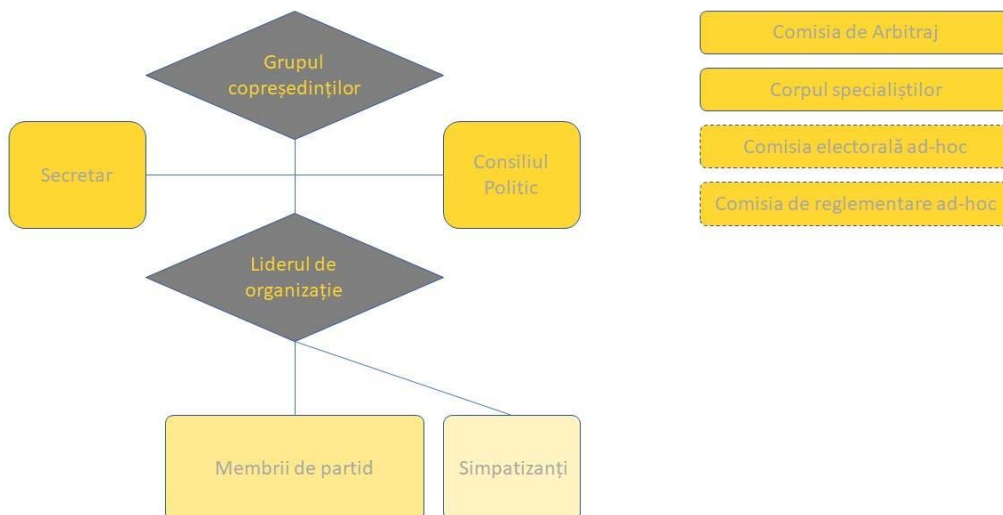 Grupul
copreședinților
Secretar
Consiliul
Politic
Liderul de
organizație
Membrii de partid
Simpatizanți
Comisia de Arbitraj
Corpul specialiștilor
Comisia electorală ad-hoc
Comisia de reglementare ad-hoc